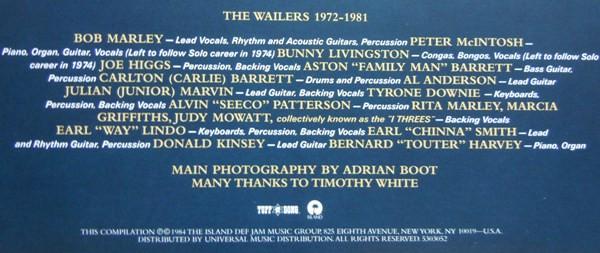 THE WAILERS 1972-1981
BOB MARLEY – Lead Vocals, Rhythm and Acoustic Guitars, Percussion PETER McINTOSH –
Piano, Organ, Guitar, Vocals (Left to follow Solo career in 1974) BUNNY LIVINGSTON – Congas, Bongos, Vocals (Left to follow Solo
career in 1974) JOE HIGGS – Percussion, Backing Vocals ASTON "FAMILY MAN" BARRETT – Bass Guitar,
Percussion CARLTON (CARLIE) BARRETT – Drums and Percussion AL ANDERSON – Lead Guitar
JULIAN (JUNIOR) MARVIN – Lead Guitar, Backing Vocals TYRONE DOWNIE – Keyboards,
Percussion, Backing Vocals ALVIN "SEECO" PATTERSON – Percussion RITA MARLEY, MARCIA
GRIFFITHS, JUDY MOWATT, collectively known as the "I THREES" – Backing Vocals
EARL "WAY" LINDO – Keyboards, Percussion, Backing Vocals EARL "CHINNA" SMITH – Lead
and Rhythm Guitar, Percussion DONALD KINSEY – Lead Guitar BERNARD "TOUTER" HARVEY – Piano, Organ
MAIN PHOTOGRAPHY BY ADRIAN BOOT
MANY THANKS TO TIMOTHY WHITE
TUFF GONG ISLAND
THIS COMPILATION ℗© 1984 THE ISLAND DEF JAM MUSIC GROUP, 825 EIGHTH AVENUE, NEW YORK, NY 10019—U.S.A.
DISTRIBUTED BY UNIVERSAL MUSIC DISTRIBUTION. ALL RIGHTS RESERVED. 5303052